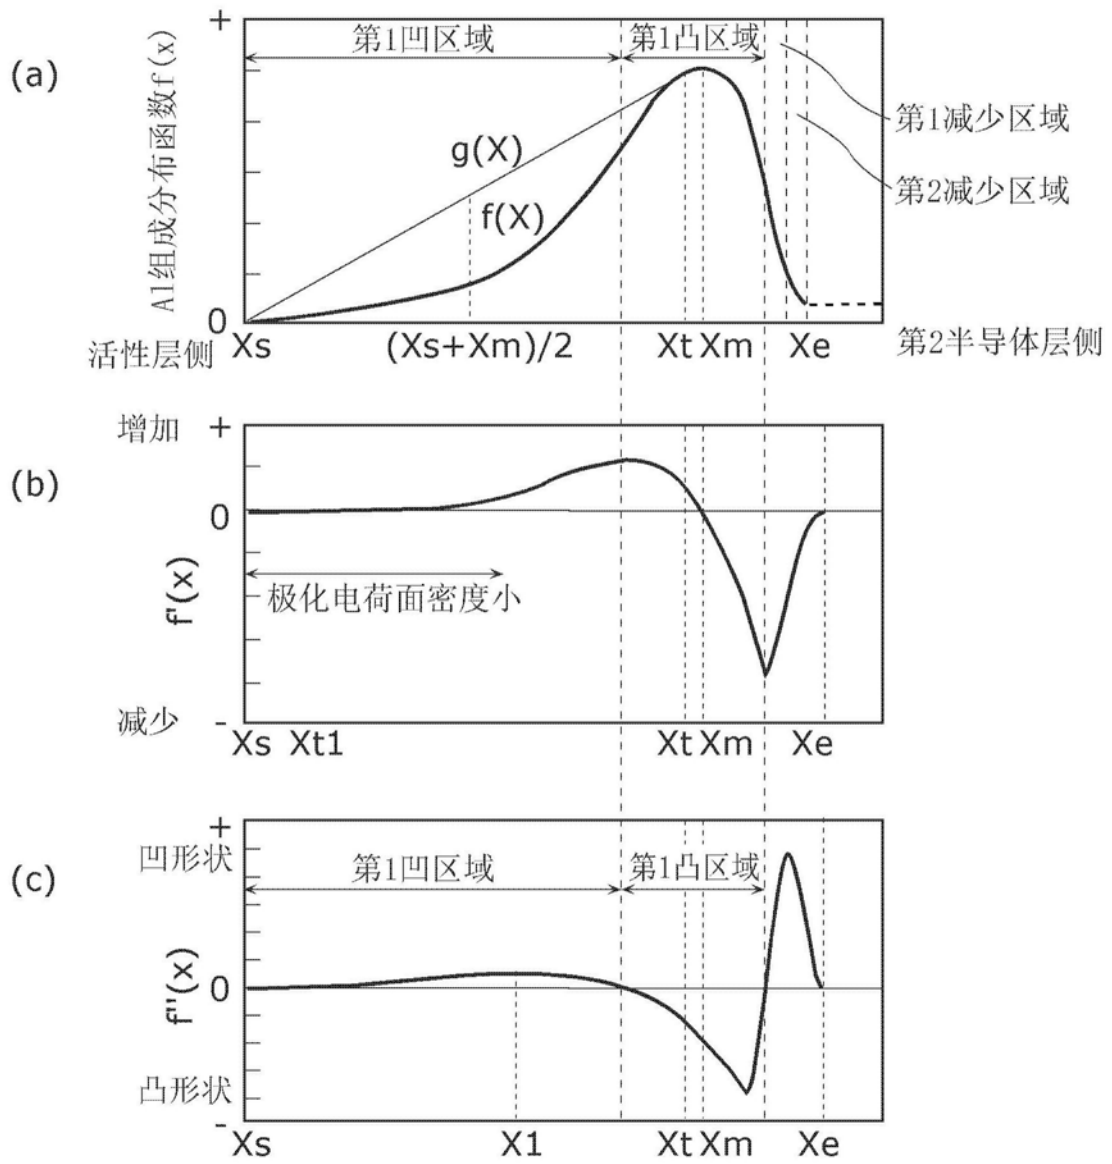 (a)
Al组成分布函数f(x)
+
第1凹区域
第1凸区域
第1减少区域
g(X)
第2减少区域
f(X)
0
活性层侧
Xs
(Xs+Xm)/2
Xt
Xm
Xe
第2半导体层侧
(b)
增加
+
0
f'(x)
极化电荷面密度小
减少
-
Xs
Xt1
Xt
Xm
Xe
(c)
+
凹形状
第1凹区域
第1凸区域
0
f''(x)
凸形状
-
Xs
X1
Xt
Xm
Xe